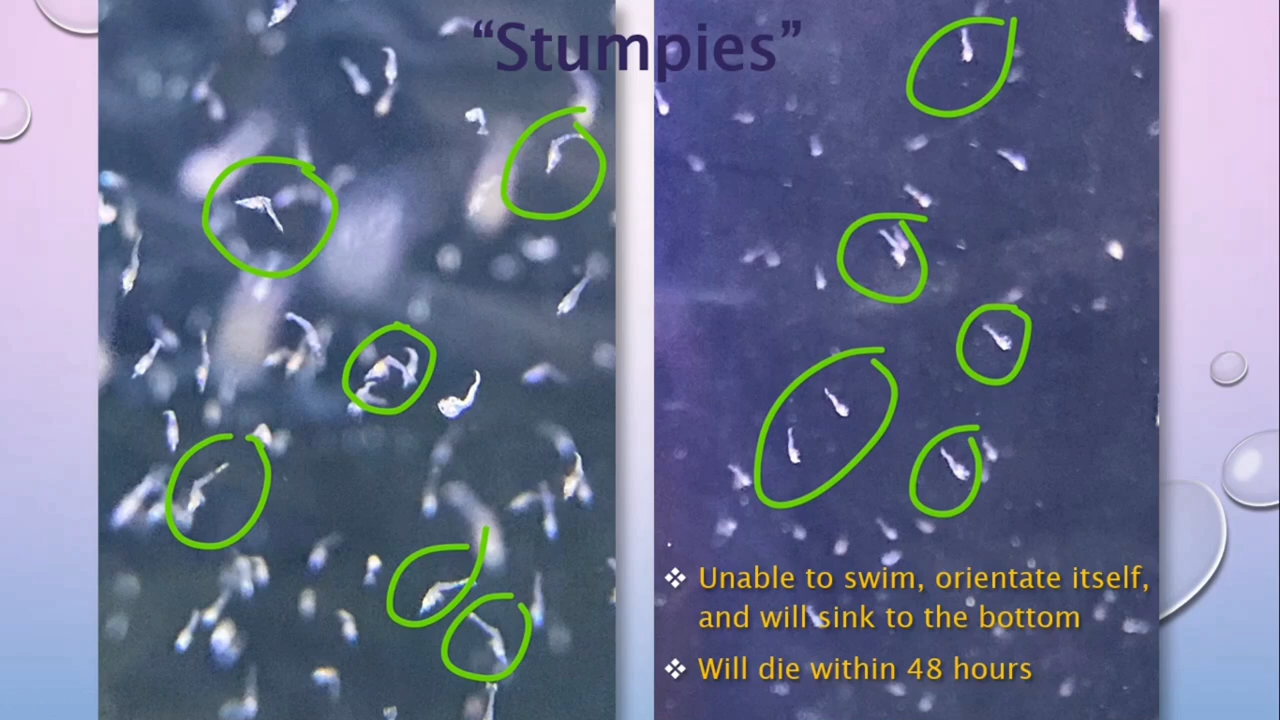 “Stumpies”
❖ Unable to swim, orientate itself,
and will sink to the bottom
❖ Will die within 48 hours